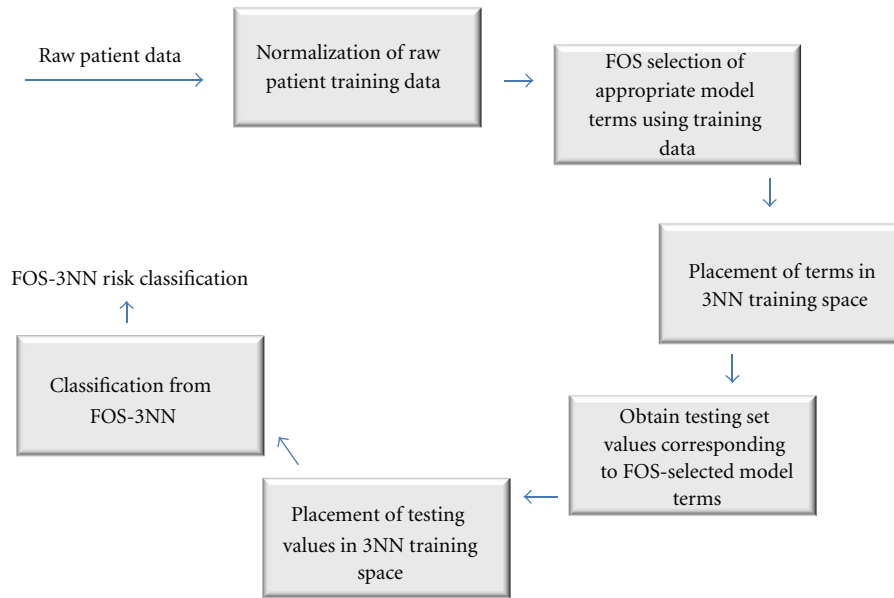 Raw patient data
Normalization of raw
patient training data
FOS selection of
appropriate model
terms using training
data
Placement of terms in
3NN training space
Obtain testing set
values corresponding
to FOS-selected model
terms
Placement of testing
values in 3NN training
space
Classification from
FOS-3NN
FOS-3NN risk classification